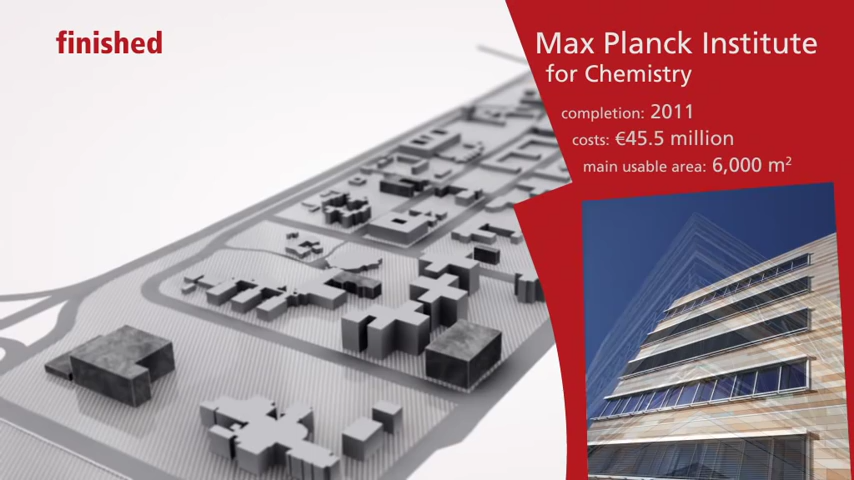 finished
Max Planck Institute
for Chemistry
completion: 2011
costs: €45.5 million
main usable area: 6,000 m²